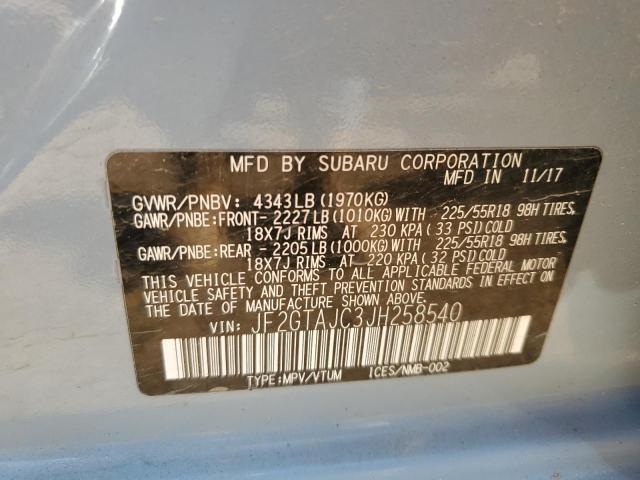 MFD BY SUBARU CORPORATION
MFD IN 11/17
GVWR/PNBV: 4343LB(1970KG)
GAWR/PNBE:FRONT-2227LB(1010KG)WITH 225/55R18 98H TIRES,
18X7J RIMS AT 230 KPA (33 PSI)COLD
GAWR/PNBE:REAR -2205LB(1000KG)WITH 225/55R18 98H TIRES,
18X7J RIMS AT 220 KPA (32 PSI)COLD
THIS VEHICLE CONFORMS TO ALL APPLICABLE FEDERAL MOTOR
VEHICLE SAFETY AND THEFT PREVENTION STANDARDS IN EFFECT ON
THE DATE OF MANUFACTURE SHOWN ABOVE.
VIN: JF2GTAJC3JH258540
TYPE:MPV/VTUM ICES/NMB-002